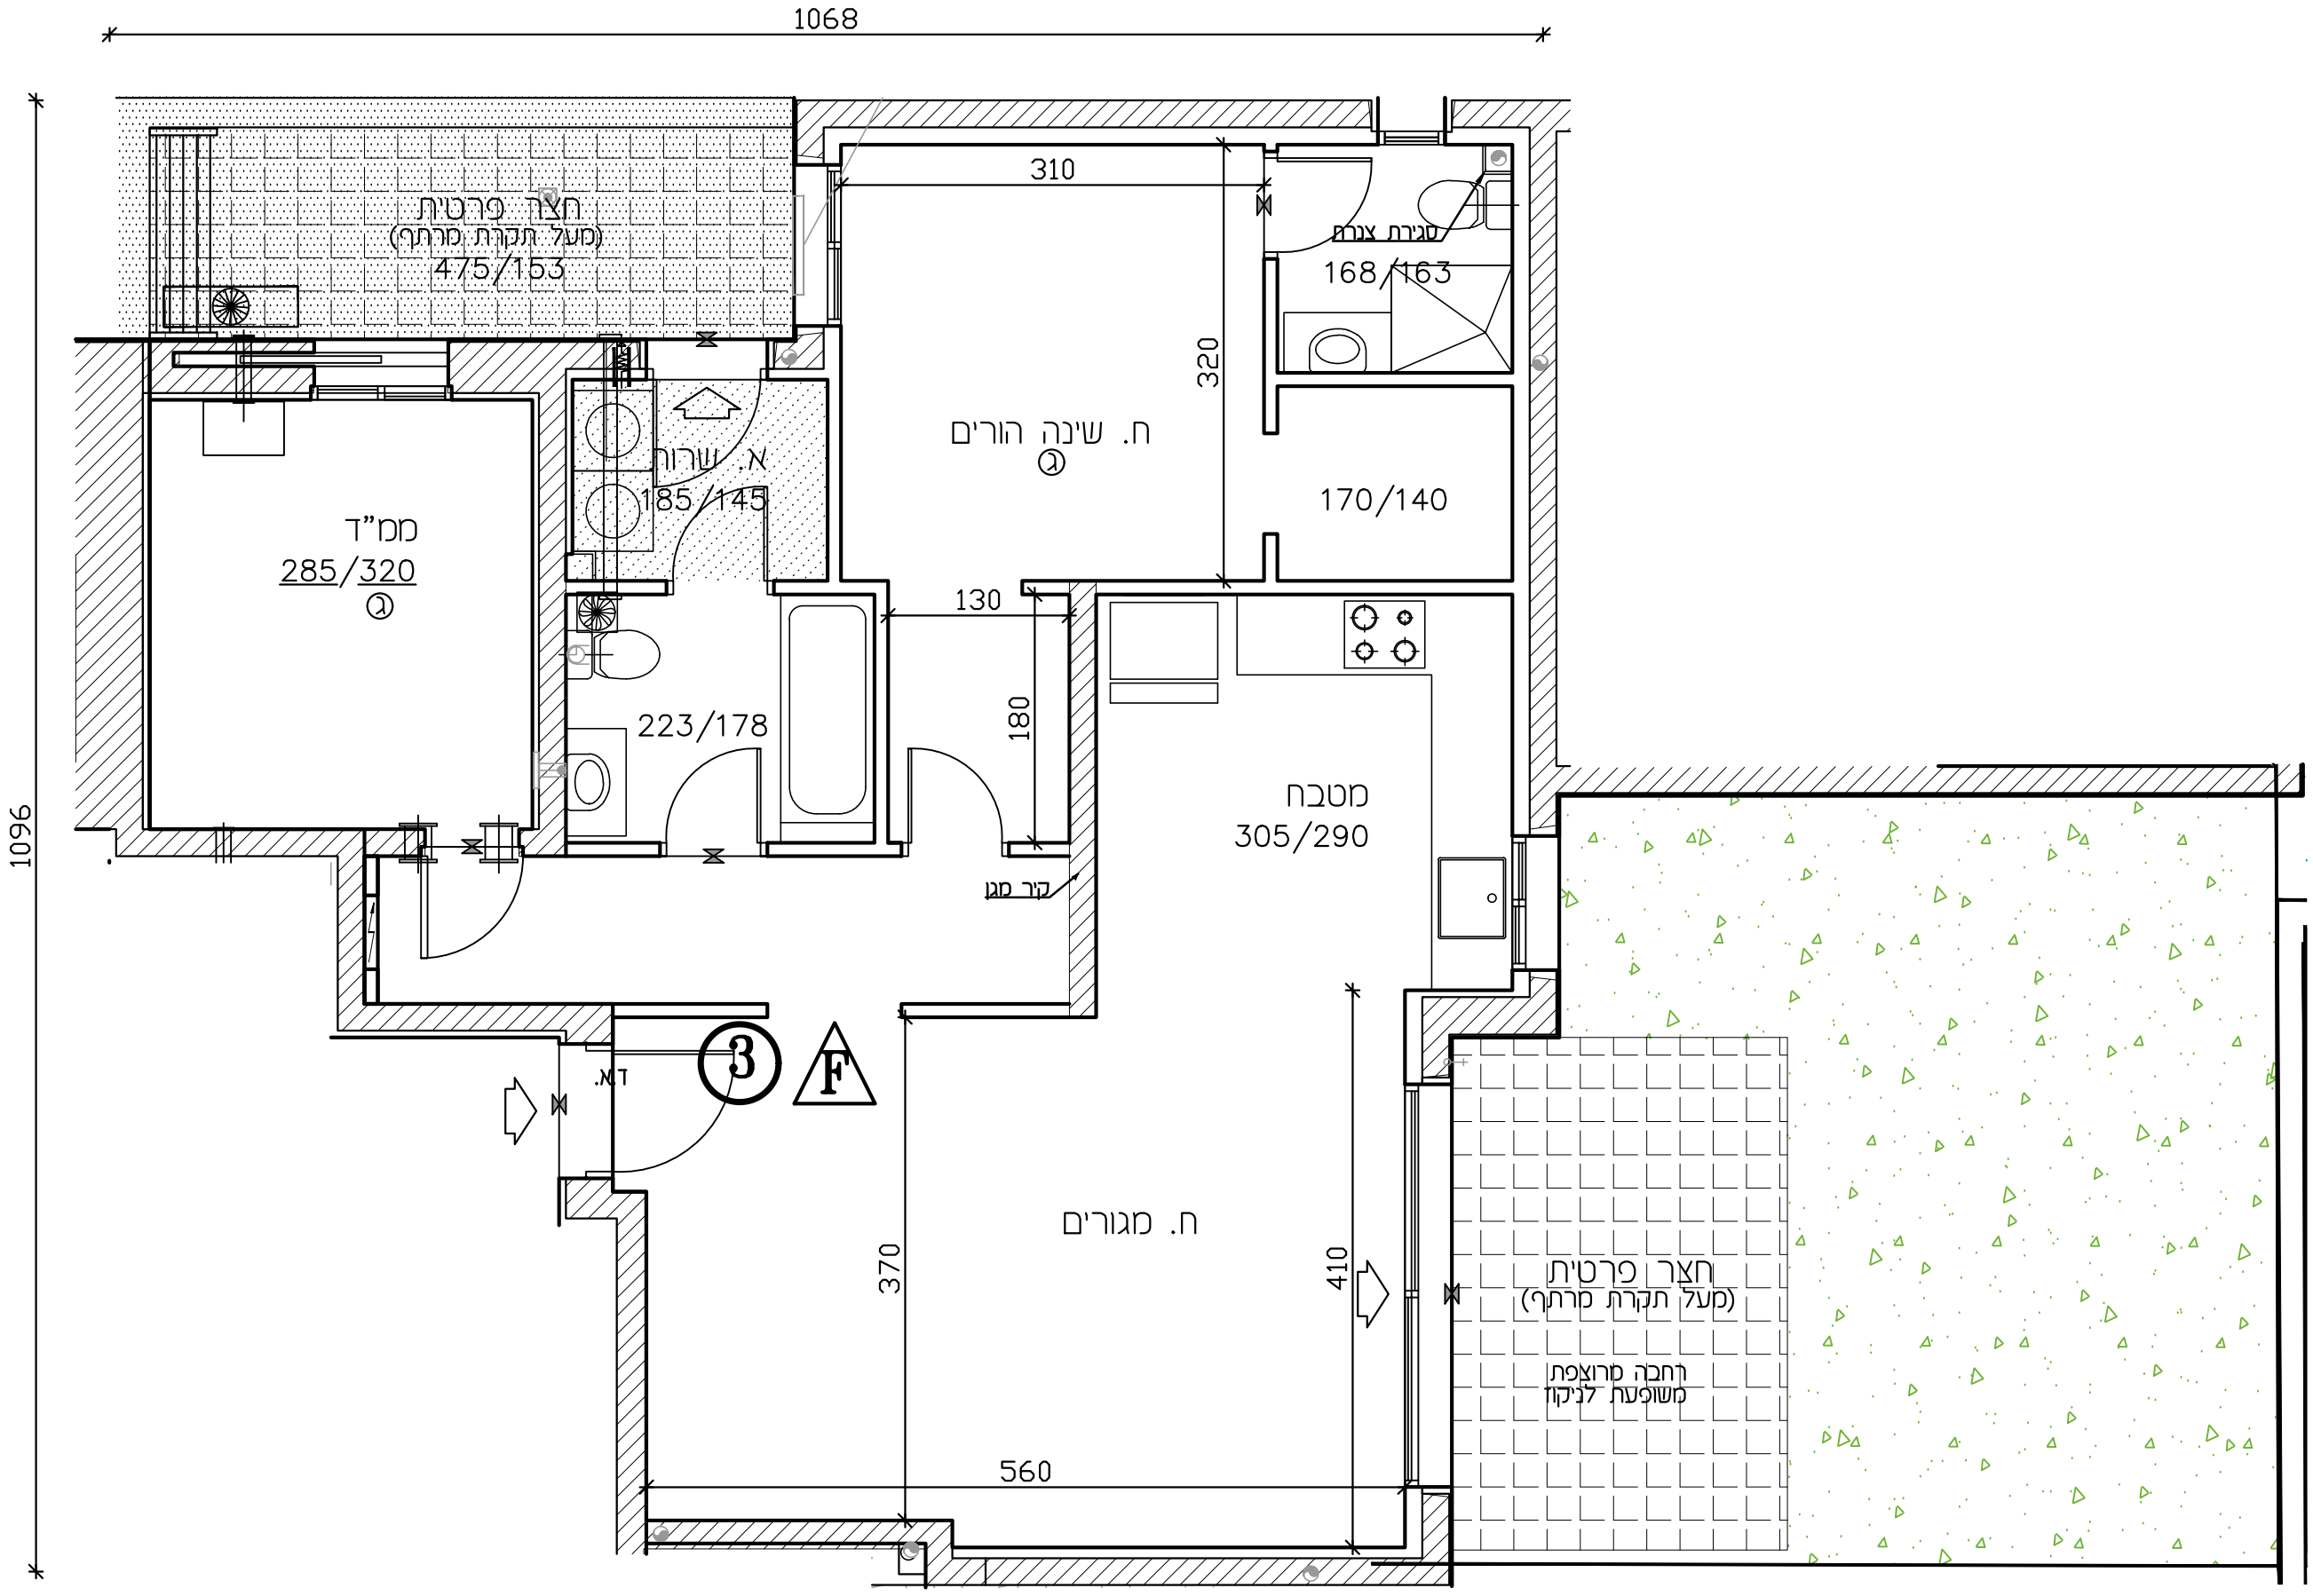 1068
1096
חצר פרטית
(מעל תקרת מרתף)
475/153
310
סגירת צנרת
168/163
320
ח. שינה הורים
ג
א. שרות
185/145
170/140
ממ"ד
285/320
ג
130
180
223/178
מטבח
305/290
קיר מגן
3
F
ד.א.
ח. מגורים
370
410
560
חצר פרטית
(מעל תקרת מרתף)
רחבה מרוצפת
משופעת לניקוז